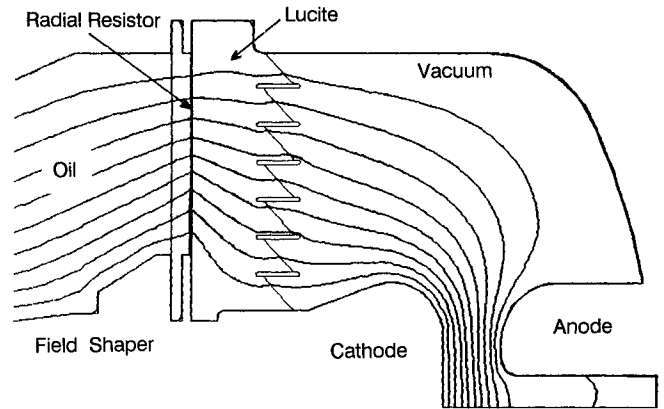 Radial Resistor
Lucite
Vacuum
Oil
Field Shaper
Cathode
Anode